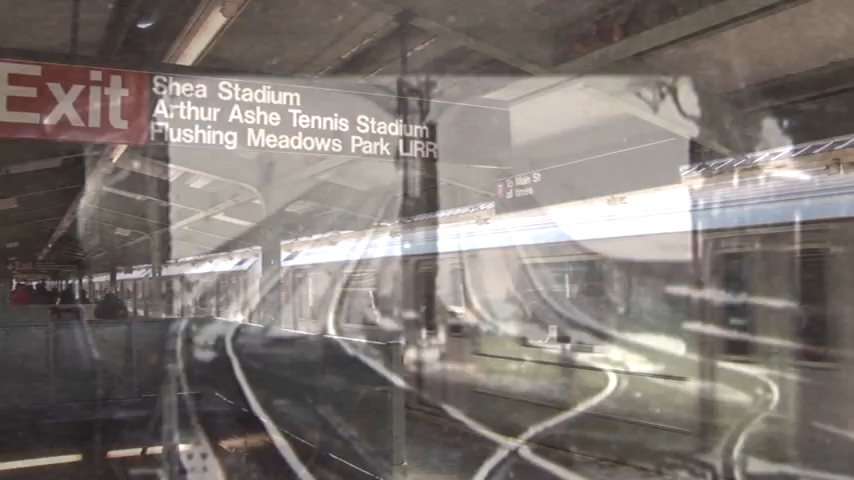 Exit
Shea Stadium
Arthur Ashe Tennis Stadium
Flushing Meadows Park LIRR
7 To Main St
all times